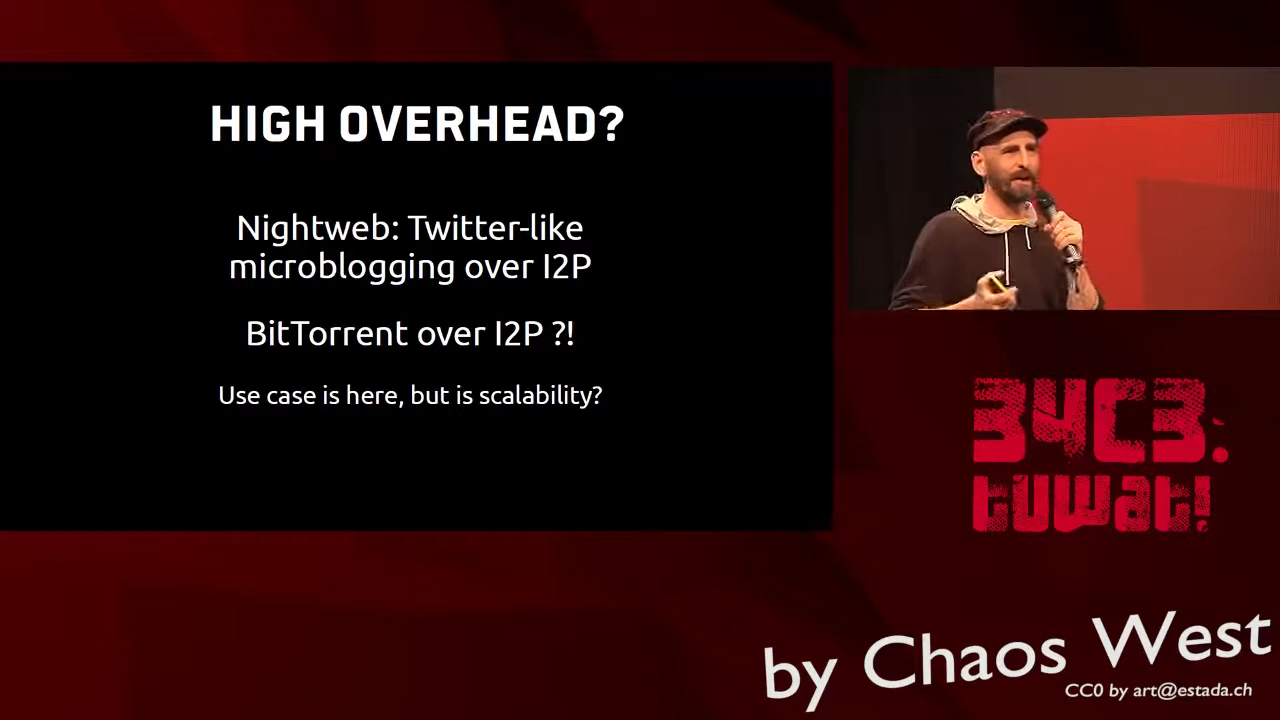 HIGH OVERHEAD?
Nightweb: Twitter-like
microblogging over I2P
BitTorrent over I2P ?!
Use case is here, but is scalability?
34C3:
tuwat!
by Chaos West
CC0 by art@estada.ch